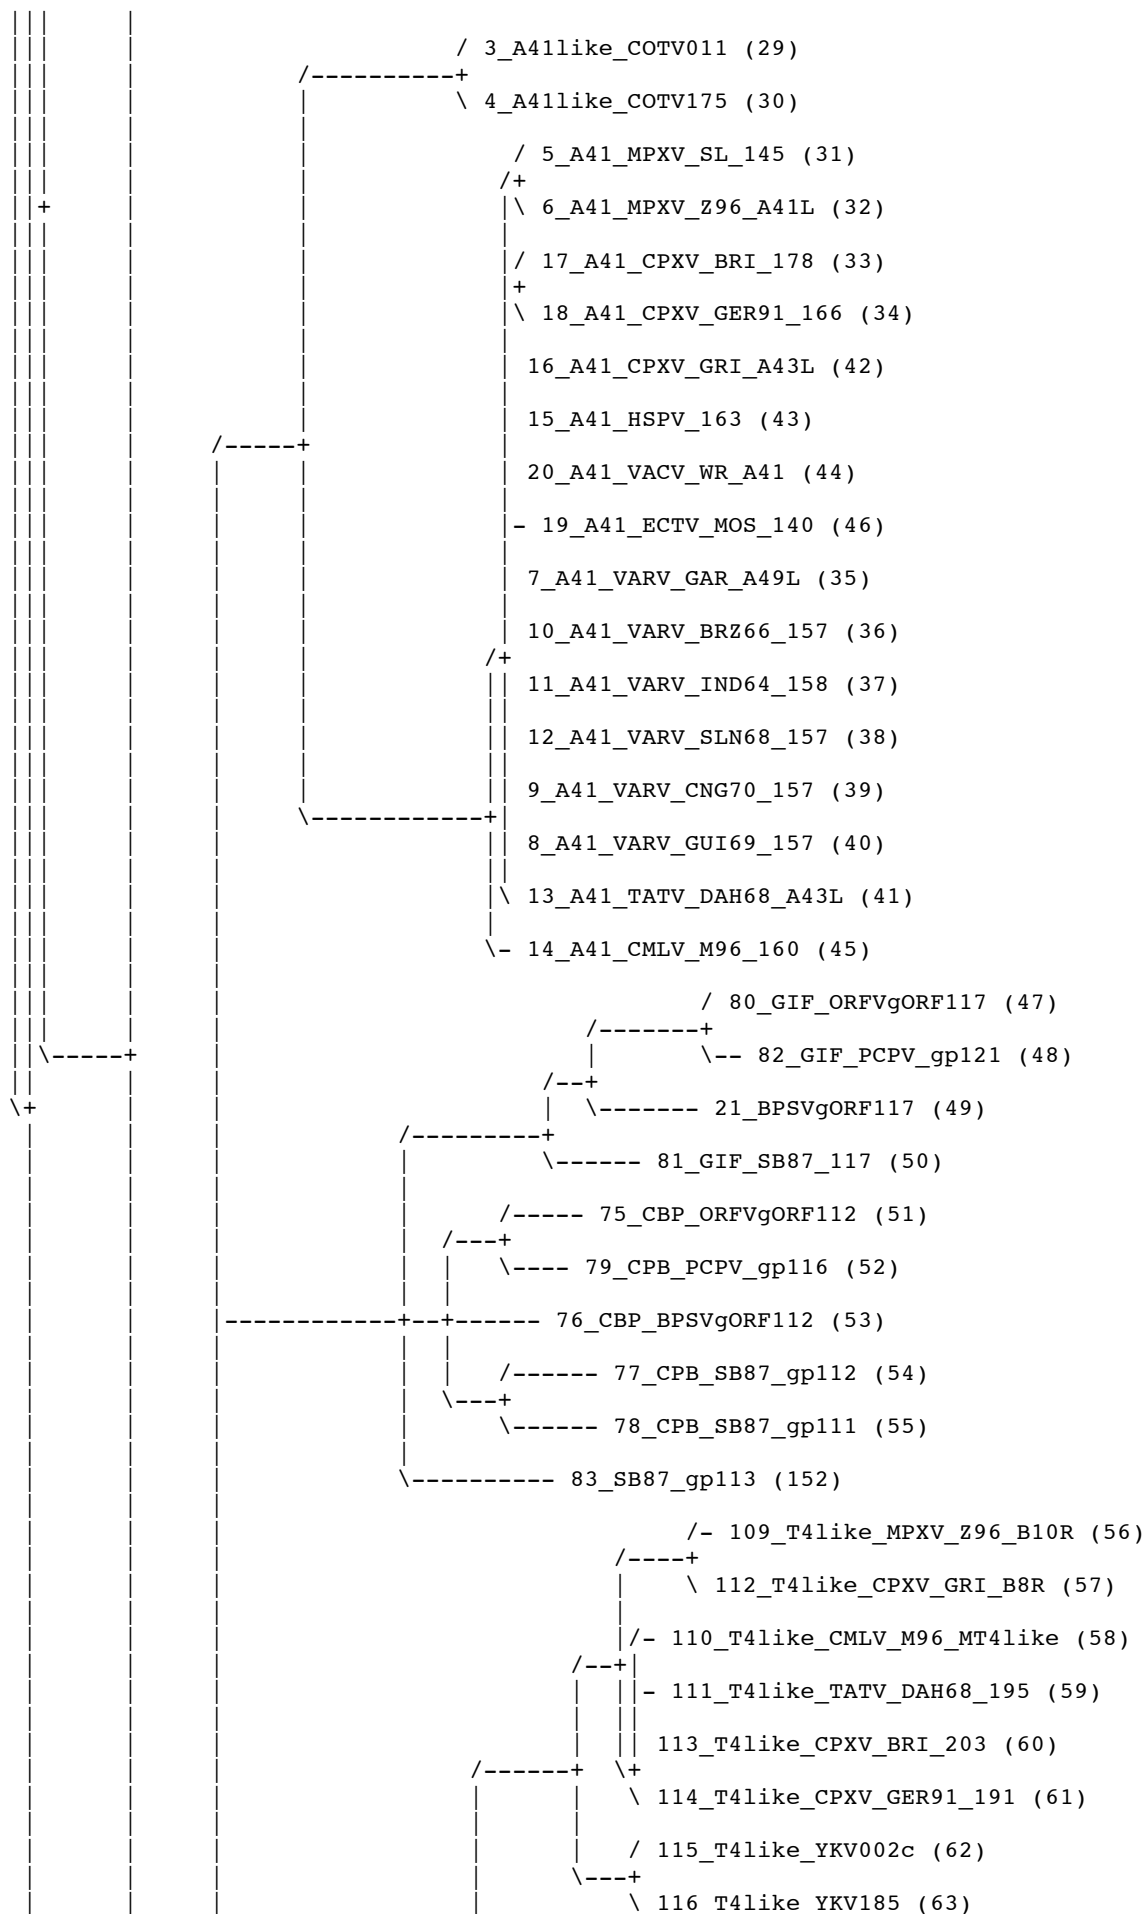 3_A41like_COTV011 (29)
4_A41like_COTV175 (30)
5_A41_MPXV_SL_145 (31)
6_A41_MPXV_Z96_A41L (32)
17_A41_CPXV_BRI_178 (33)
18_A41_CPXV_GER91_166 (34)
16_A41_CPXV_GRI_A43L (42)
15_A41_HSPV_163 (43)
20_A41_VACV_WR_A41 (44)
19_A41_ECTV_MOS_140 (46)
7_A41_VARV_GAR_A49L (35)
10_A41_VARV_BRZ66_157 (36)
11_A41_VARV_IND64_158 (37)
12_A41_VARV_SLN68_157 (38)
9_A41_VARV_CNG70_157 (39)
8_A41_VARV_GUI69_157 (40)
13_A41_TATV_DAH68_A43L (41)
14_A41_CMLV_M96_160 (45)
80_GIF_ORFVgORF117 (47)
82_GIF_PCPV_gp121 (48)
21_BPSVgORF117 (49)
81_GIF_SB87_117 (50)
75_CBP_ORFVgORF112 (51)
79_CPB_PCPV_gp116 (52)
76_CBP_BPSVgORF112 (53)
77_CPB_SB87_gp112 (54)
78_CPB_SB87_gp111 (55)
83_SB87_gp113 (152)
109_T4like_MPXV_Z96_B10R (56)
112_T4like_CPXV_GRI_B8R (57)
110_T4like_CMLV_M96_MT4like (58)
111_T4like_TATV_DAH68_195 (59)
113_T4like_CPXV_BRI_203 (60)
114_T4like_CPXV_GER91_191 (61)
115_T4like_YKV002c (62)
116_T4like_YKV185 (63)